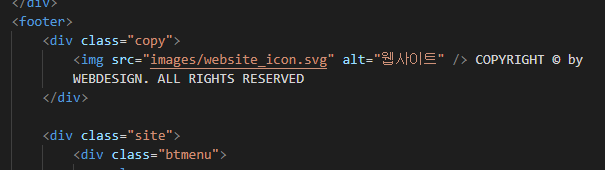 </div>
<footer>
<div class="copy">
<img src="images/website_icon.svg" alt="웹사이트" /> COPYRIGHT © by
WEBDESIGN. ALL RIGHTS RESERVED
</div>
<div class="site">
<div class="btmenu">